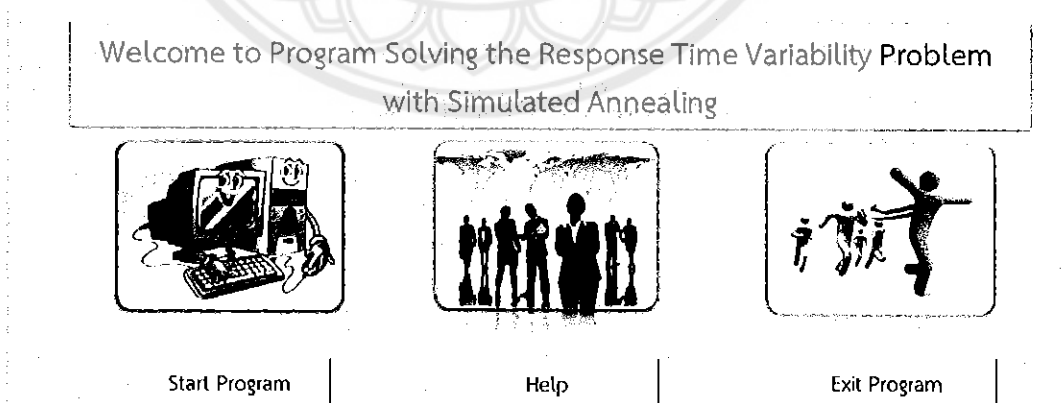 Welcome to Program Solving the Response Time Variability Problem
with Simulated Annealing
Start Program
Help
Exit Program